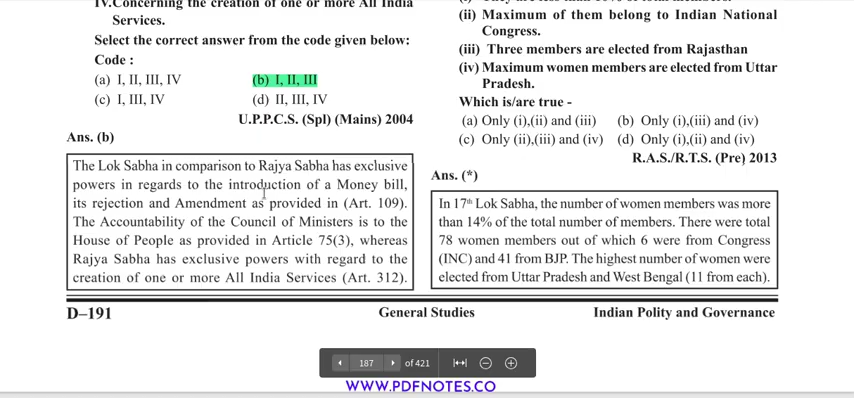 IV.Concerning the creation of one or more All India
Services.
Select the correct answer from the code given below:
Code :
(a) I, II, III, IV (b) I, II, III
(c) I, III, IV (d) II, III, IV
U.P.P.C.S. (Spl) (Mains) 2004
Ans. (b)
The Lok Sabha in comparison to Rajya Sabha has exclusive
powers in regards to the introduction of a Money bill,
its rejection and Amendment as provided in (Art. 109).
The Accountability of the Council of Ministers is to the
House of People as provided in Article 75(3), whereas
Rajya Sabha has exclusive powers with regard to the
creation of one or more All India Services (Art. 312).
(ii) Maximum of them belong to Indian National
Congress.
(iii) Three members are elected from Rajasthan
(iv) Maximum women members are elected from Uttar
Pradesh.
Which is/are true -
(a) Only (i),(ii) and (iii) (b) Only (i),(iii) and (iv)
(c) Only (ii),(iii) and (iv) (d) Only (i),(ii) and (iv)
R.A.S./R.T.S. (Pre) 2013
Ans. (*)
In 17th Lok Sabha, the number of women members was more
than 14% of the total number of members. There were total
78 women members out of which 6 were from Congress
(INC) and 41 from BJP. The highest number of women were
elected from Uttar Pradesh and West Bengal (11 from each).
D–191 General Studies Indian Polity and Governance
187 of 421
WWW.PDFNOTES.CO